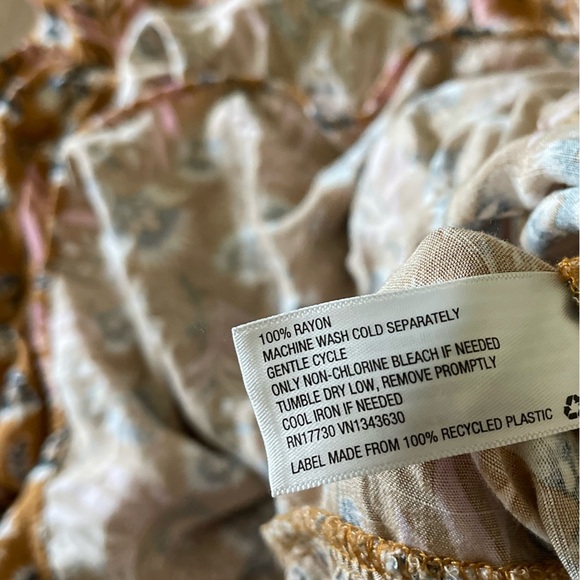 100% RAYON
MACHINE WASH COLD SEPARATELY
GENTLE CYCLE
ONLY NON-CHLORINE BLEACH IF NEEDED
TUMBLE DRY LOW, REMOVE PROMPTLY
COOL IRON IF NEEDED
RN17730 VN1343630
LABEL MADE FROM 100% RECYCLED PLASTIC